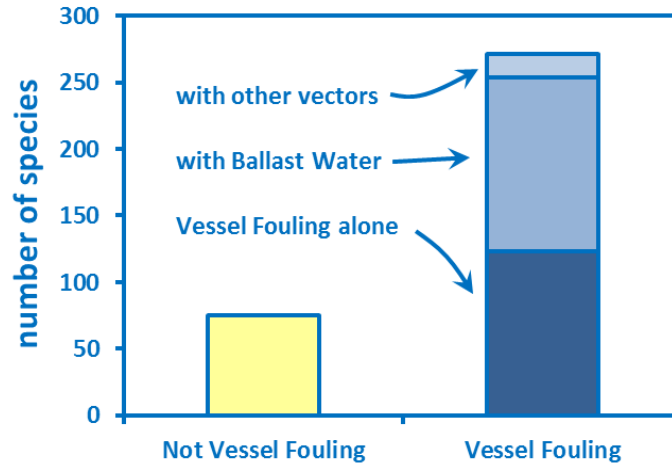 number of species
300
250
200
150
100
50
0
with other vectors
with Ballast Water
Vessel Fouling alone
Not Vessel Fouling
Vessel Fouling